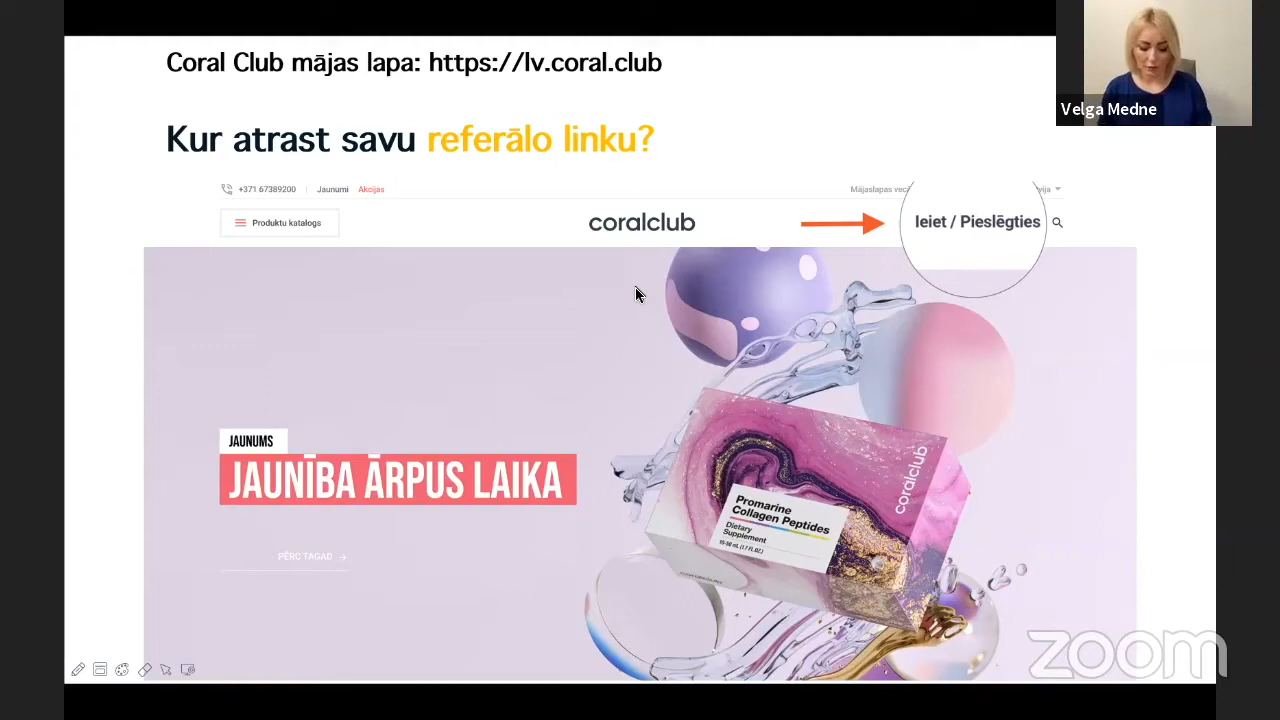 Coral Club mājas lapa: https://lv.coral.club
Velga Medne
Kur atrast savu referālo linku?
+371 67389200 Jaunumi Akcijas Mājaslapas
Produktu katalogs
coralclub
Ieiet / Pieslēgties
JAUNUMS
JAUNĪBA ĀRPUS LAIKA
PĒRC TAGAD →
coralclub
Promarine
Collagen Peptides
Dietary
Supplement
zoom